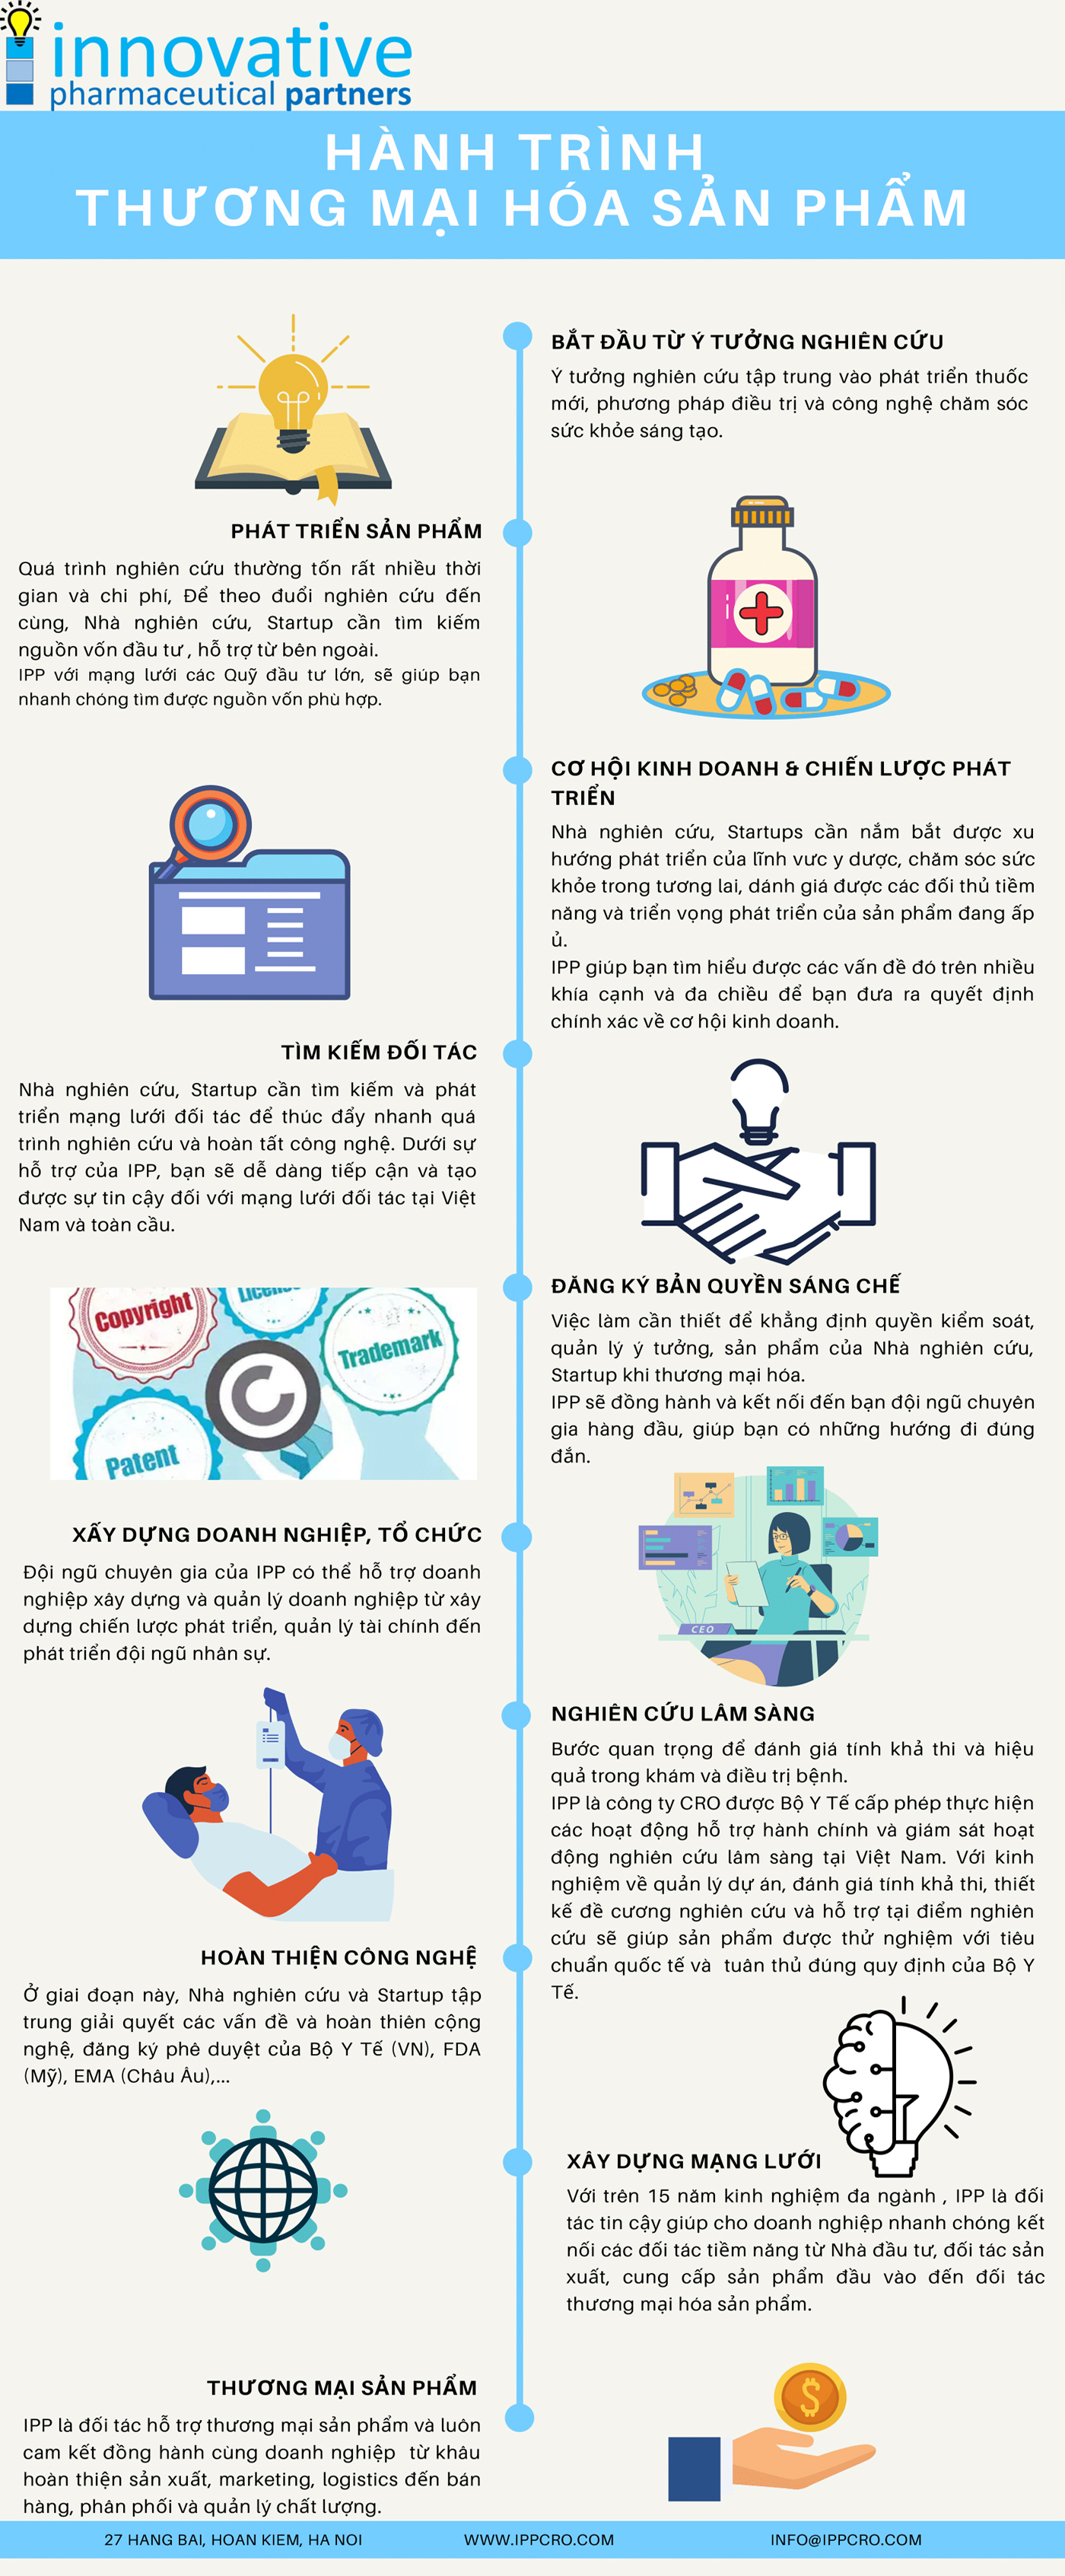 innovative
pharmaceutical partners
HÀNH TRÌNH
THƯƠNG MẠI HÓA SẢN PHẨM
BẮT ĐẦU TỪ Ý TƯỞNG NGHIÊN CỨU
Ý tưởng nghiên cứu tập trung vào phát triển thuốc
mới, phương pháp điều trị và công nghệ chăm sóc
sức khỏe sáng tạo.
PHÁT TRIỂN SẢN PHẨM
Quá trình nghiên cứu thường tốn rất nhiều thời
gian và chi phí, Để theo đuổi nghiên cứu đến
cùng, Nhà nghiên cứu, Startup cần tìm kiếm
nguồn vốn đầu tư , hỗ trợ từ bên ngoài.
IPP với mạng lưới các Quỹ đầu tư lớn, sẽ giúp bạn
nhanh chóng tìm được nguồn vốn phù hợp.
CƠ HỘI KINH DOANH & CHIẾN LƯỢC PHÁT
TRIỂN
Nhà nghiên cứu, Startups cần nắm bắt được xu
hướng phát triển của lĩnh vưc y dược, chăm sóc sức
khỏe trong tương lai, dánh giá được các đối thủ tiềm
năng và triển vọng phát triển của sản phẩm đang ấp
ủ.
IPP giúp bạn tìm hiểu được các vấn đề đó trên nhiều
khía cạnh và đa chiều để bạn đưa ra quyết định
chính xác về cơ hội kinh doanh.
TÌM KIẾM ĐỐI TÁC
Nhà nghiên cứu, Startup cần tìm kiếm và phát
triển mạng lưới đối tác để thúc đẩy nhanh quá
trình nghiên cứu và hoàn tất công nghệ. Dưới sự
hỗ trợ của IPP, bạn sẽ dễ dàng tiếp cận và tạo
được sự tin cậy đối với mạng lưới đối tác tại Việt
Nam và toàn cầu.
Copyright
Trademark
Patent
ĐĂNG KÝ BẢN QUYỀN SÁNG CHẾ
Việc làm cần thiết để khẳng định quyền kiểm soát,
quản lý ý tưởng, sản phẩm của Nhà nghiên cứu,
Startup khi thương mại hóa.
IPP sẽ đồng hành và kết nối đến bạn đội ngũ chuyên
gia hàng đầu, giúp bạn có những hướng đi đúng
đắn.
XẤY DỰNG DOANH NGHIỆP, TỔ CHỨC
Đội ngũ chuyên gia của IPP có thể hỗ trợ doanh
nghiệp xây dựng và quản lý doanh nghiệp từ xây
dựng chiến lược phát triển, quản lý tài chính đến
phát triển đội ngũ nhân sự.
CEO
NGHIÊN CỨU LÂM SÀNG
Bước quan trọng để đánh giá tính khả thi và hiệu
quả trong khám và điều trị bệnh.
IPP là công ty CRO được Bộ Y Tế cấp phép thực hiện
các hoạt động hỗ trợ hành chính và giám sát hoạt
động nghiên cứu lâm sàng tại Việt Nam. Với kinh
nghiệm về quản lý dự án, đánh giá tính khả thi, thiết
kế đề cương nghiên cứu và hỗ trợ tại điểm nghiên
cứu sẽ giúp sản phẩm được thử nghiệm với tiêu
chuẩn quốc tế và tuân thủ đúng quy định của Bộ Y
Tế.
HOÀN THIỆN CÔNG NGHỆ
Ở giai đoạn này, Nhà nghiên cứu và Startup tập
trung giải quyết các vấn đề và hoàn thiên cộng
nghệ, đăng ký phê duyệt của Bộ Y Tế (VN), FDA
(Mỹ), EMA (Châu Âu),...
XÂY DỰNG MẠNG LƯỚI
Với trên 15 năm kinh nghiệm đa ngành , IPP là đối
tác tin cậy giúp cho doanh nghiệp nhanh chóng kết
nối các đối tác tiềm năng từ Nhà đầu tư, đối tác sản
xuất, cung cấp sản phẩm đầu vào đến đối tác
thương mại hóa sản phẩm.
THƯƠNG MẠI SẢN PHẨM
IPP là đối tác hỗ trợ thương mại sản phẩm và luôn
cam kết đồng hành cùng doanh nghiệp từ khâu
hoàn thiện sản xuất, marketing, logistics đến bán
hàng, phân phối và quản lý chất lượng.
27 HANG BAI, HOAN KIEM, HA NOI
WWW.IPPCRO.COM
INFO@IPPCRO.COM